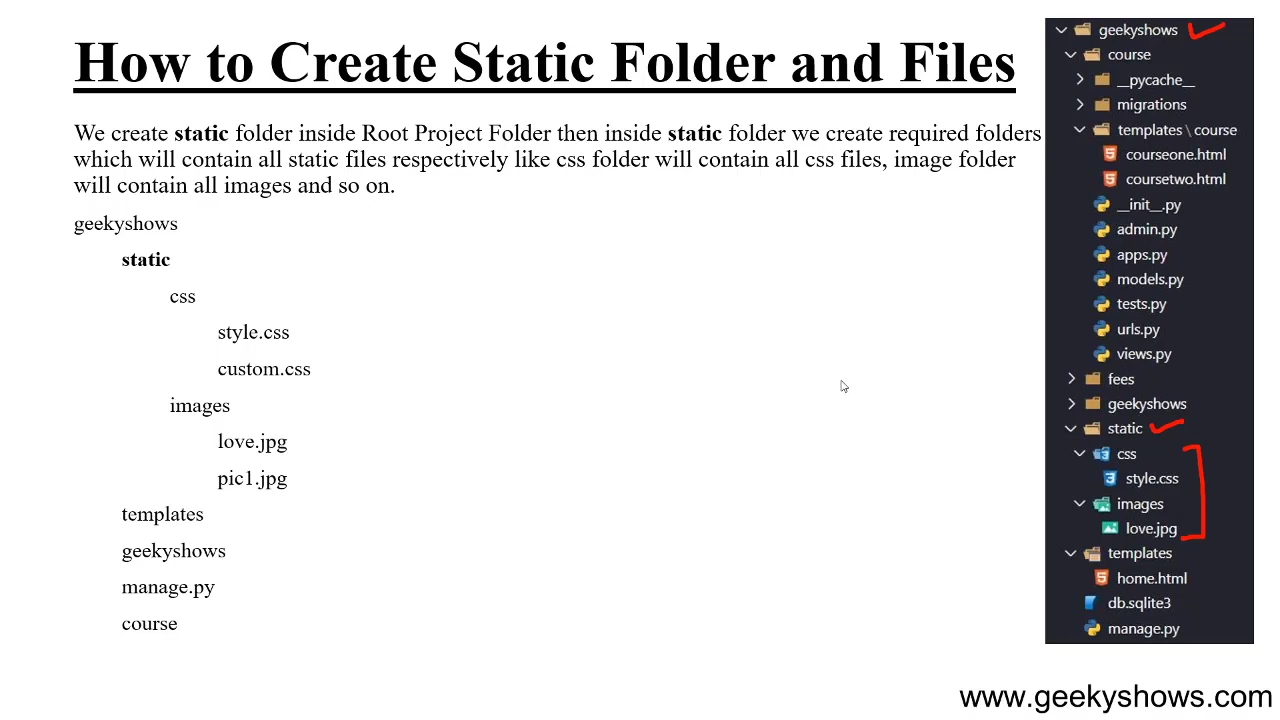 How to Create Static Folder and Files
We create static folder inside Root Project Folder then inside static folder we create required folders
which will contain all static files respectively like css folder will contain all css files, image folder
will contain all images and so on.
geekyshows
static
css
style.css
custom.css
images
love.jpg
pic1.jpg
templates
geekyshows
manage.py
course
geekyshows
course
__pycache__
migrations
templates\course
courseone.html
coursetwo.html
__init__.py
admin.py
apps.py
models.py
tests.py
urls.py
views.py
fees
geekyshows
static
css
style.css
images
love.jpg
templates
home.html
db.sqlite3
manage.py
www.geekyshows.com